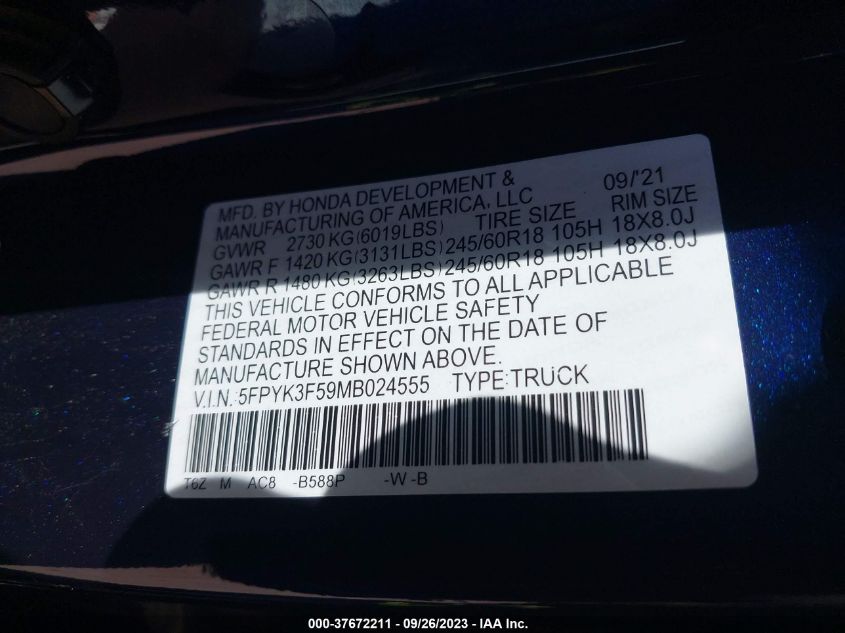 MFD. BY HONDA DEVELOPMENT & 09/'21
MANUFACTURING OF AMERICA, LLC RIM SIZE
GVWR 2730 KG(6019LBS) TIRE SIZE
GAWR F 1420 KG(3131LBS) 245/60R18 105H 18X8.0J
GAWR R 1480 KG(3263LBS) 245/60R18 105H 18X8.0J
THIS VEHICLE CONFORMS TO ALL APPLICABLE
FEDERAL MOTOR VEHICLE SAFETY
STANDARDS IN EFFECT ON THE DATE OF
MANUFACTURE SHOWN ABOVE.
V.I.N.:5FPYK3F59MB024555 TYPE:TRUCK
T6Z M AC8 -B588P -W -B
000-37672211 - 09/26/2023 - IAA Inc.